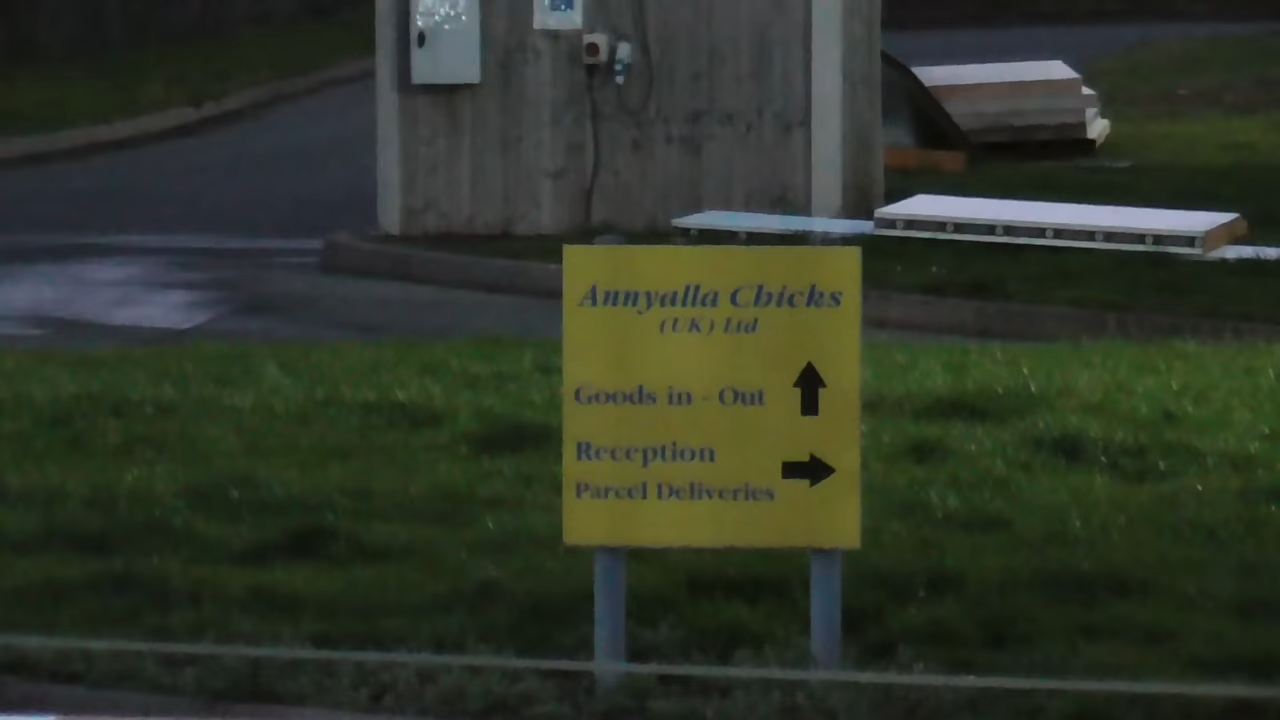 Annyalla Chicks
(UK) Ltd
Goods in - Out
Reception
Parcel Deliveries